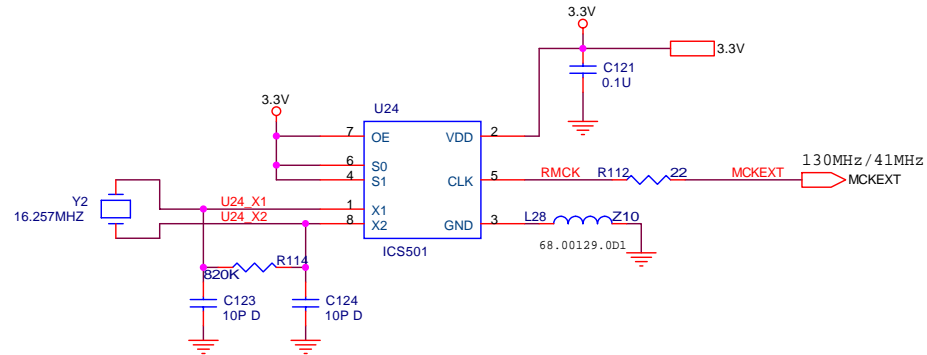 3.3V
3.3V
C121
0.1U
3.3V
U24
7
OE
VDD
2
6
S0
4
S1
CLK
5
RMCK
R112
22
MCKEXT
130MHz/41MHz
MCKEXT
Y2
16.257MHZ
U24_X1
1
X1
U24_X2
8
X2
GND
3
L28
Z10
68.00129.0D1
ICS501
820K
R114
C123
10P D
C124
10P D